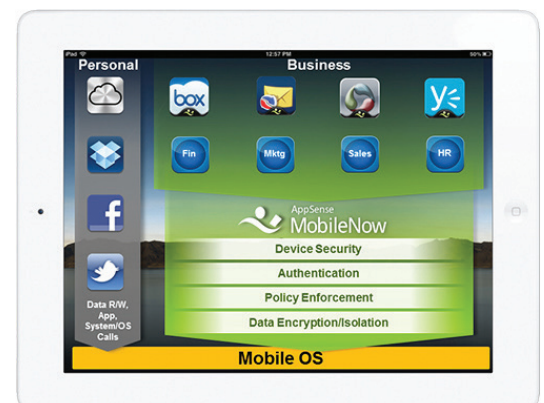 iPad
12:57 PM
50%
Personal
Business
box
Fin
Mktg
Sales
HR
AppSense
MobileNow
Device Security
Authentication
Policy Enforcement
Data Encryption/Isolation
Data R/W,
App,
System/OS
Calls
Mobile OS